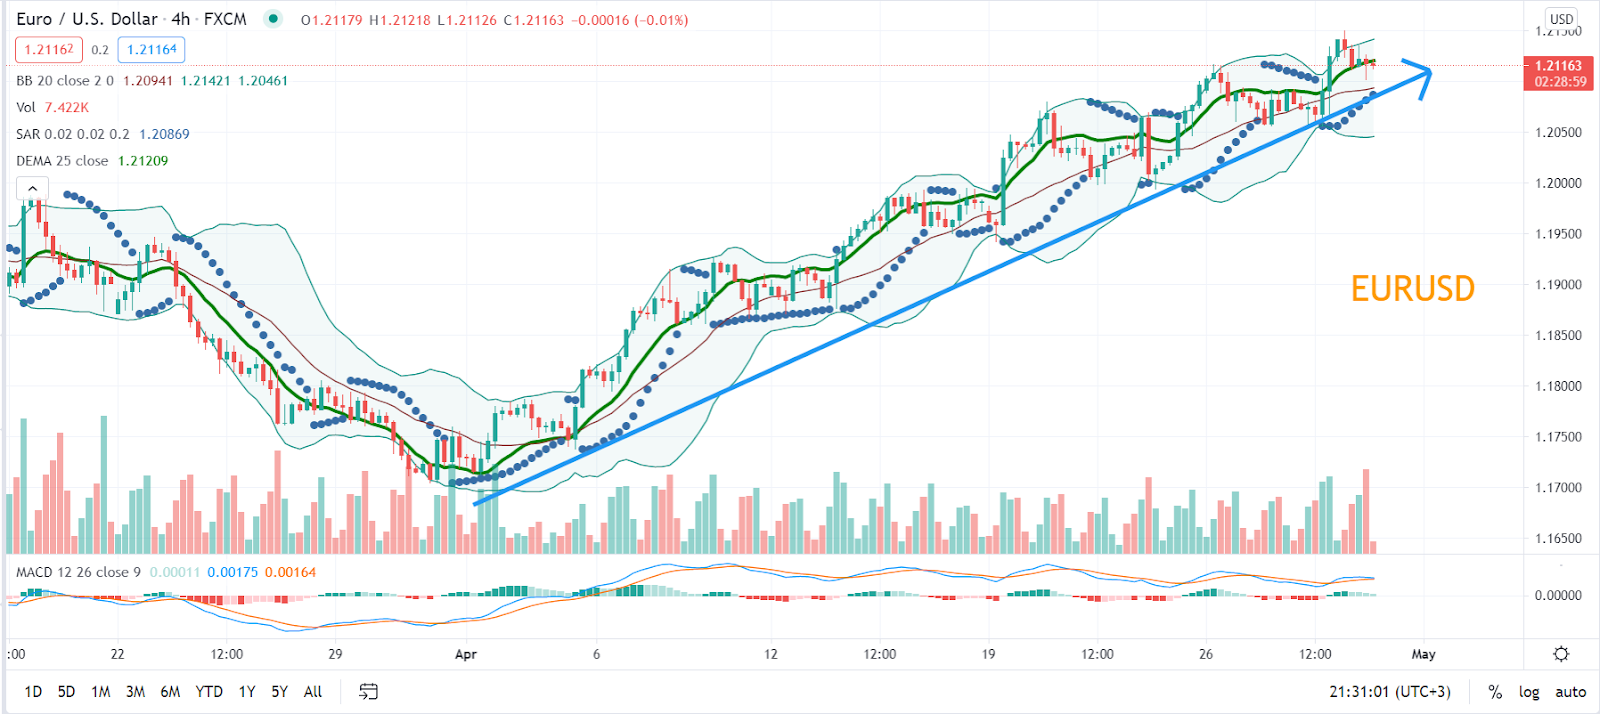 Euro / U.S. Dollar · 4h · FXCM O1.21179 H1.21218 L1.21126 C1.21163 −0.00016 (−0.01%)
1.21162 0.2 1.21164
BB 20 close 2 0 1.20941 1.21421 1.20461
Vol 7.422K
SAR 0.02 0.02 0.2 1.20869
DEMA 25 close 1.21209
USD
1.21500
1.21163
02:28:59
1.20500
1.20000
1.19500
1.19000
1.18500
1.18000
1.17500
1.17000
1.16500
EURUSD
MACD 12 26 close 9 0.00011 0.00175 0.00164
0.00000
:00 22 12:00 29 Apr 6 12 12:00 19 12:00 26 12:00 May
1D 5D 1M 3M 6M YTD 1Y 5Y All 21:31:01 (UTC+3) % log auto